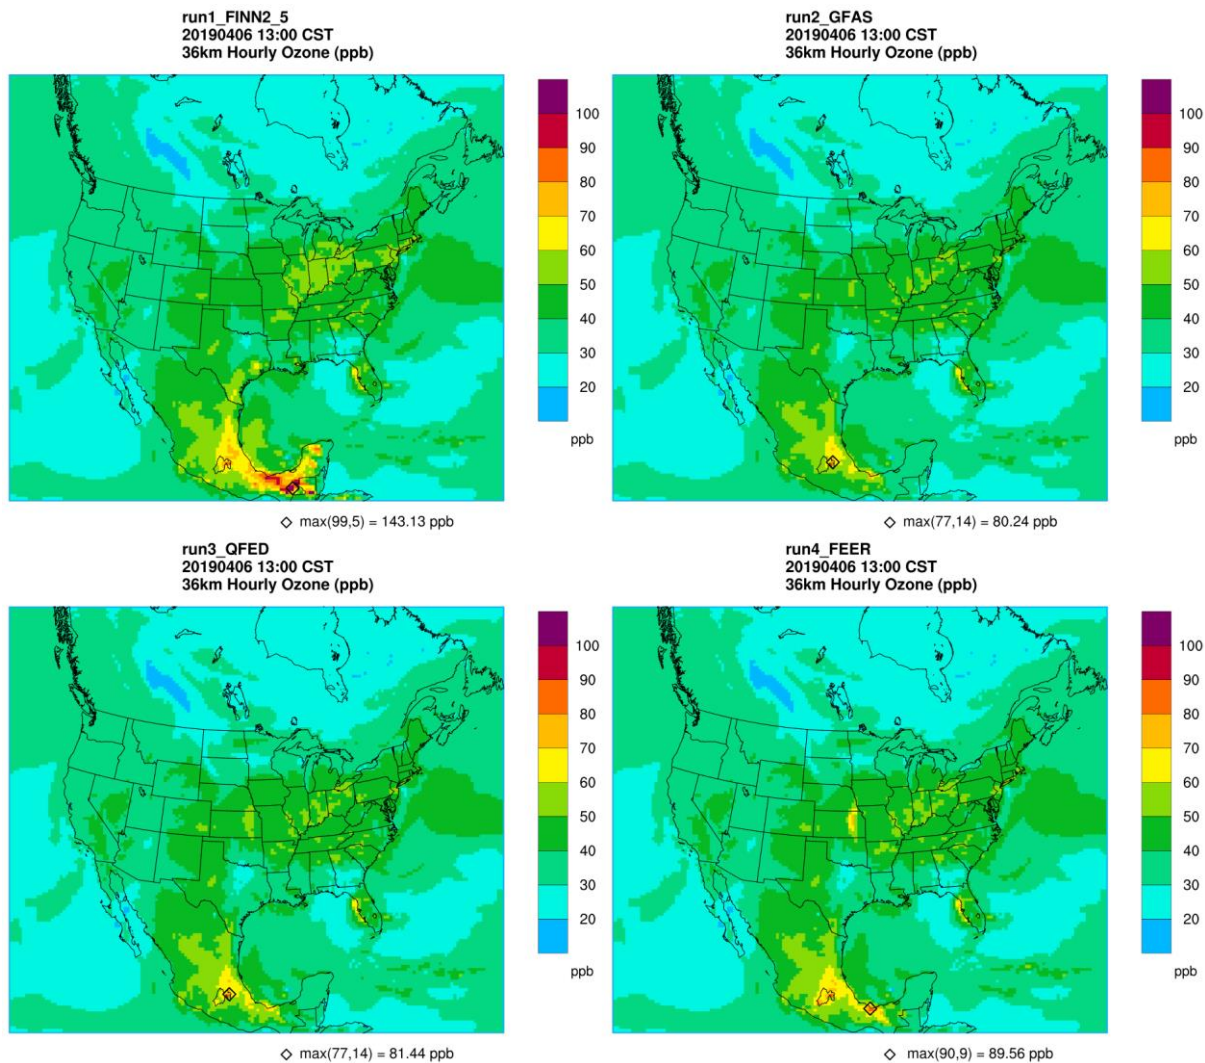 run1_FINN2_5
20190406 13:00 CST
36km Hourly Ozone (ppb)
100
90
80
70
60
50
40
30
20
ppb
max(99,5) = 143.13 ppb
run2_GFAS
20190406 13:00 CST
36km Hourly Ozone (ppb)
100
90
80
70
60
50
40
30
20
ppb
max(77,14) = 80.24 ppb
run3_QFED
20190406 13:00 CST
36km Hourly Ozone (ppb)
100
90
80
70
60
50
40
30
20
ppb
max(77,14) = 81.44 ppb
run4_FEER
20190406 13:00 CST
36km Hourly Ozone (ppb)
100
90
80
70
60
50
40
30
20
ppb
max(90,9) = 89.56 ppb